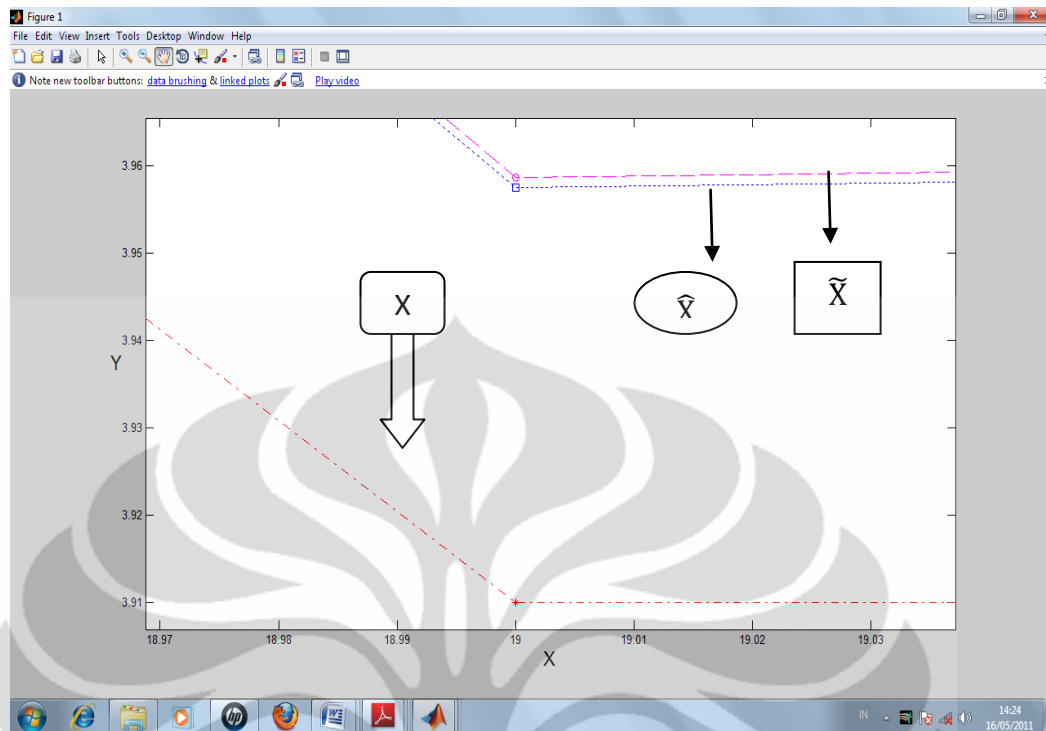 Figure 1
File Edit View Insert Tools Desktop Window Help
Note new toolbar buttons: data brushing & linked plots Play video
3.96
3.95
3.94
3.93
3.92
3.91
Y
X
x̂
X̃
18.97 18.98 18.99 19 19.01 19.02 19.03
X
hp
W
IN 14:24
16/05/2011